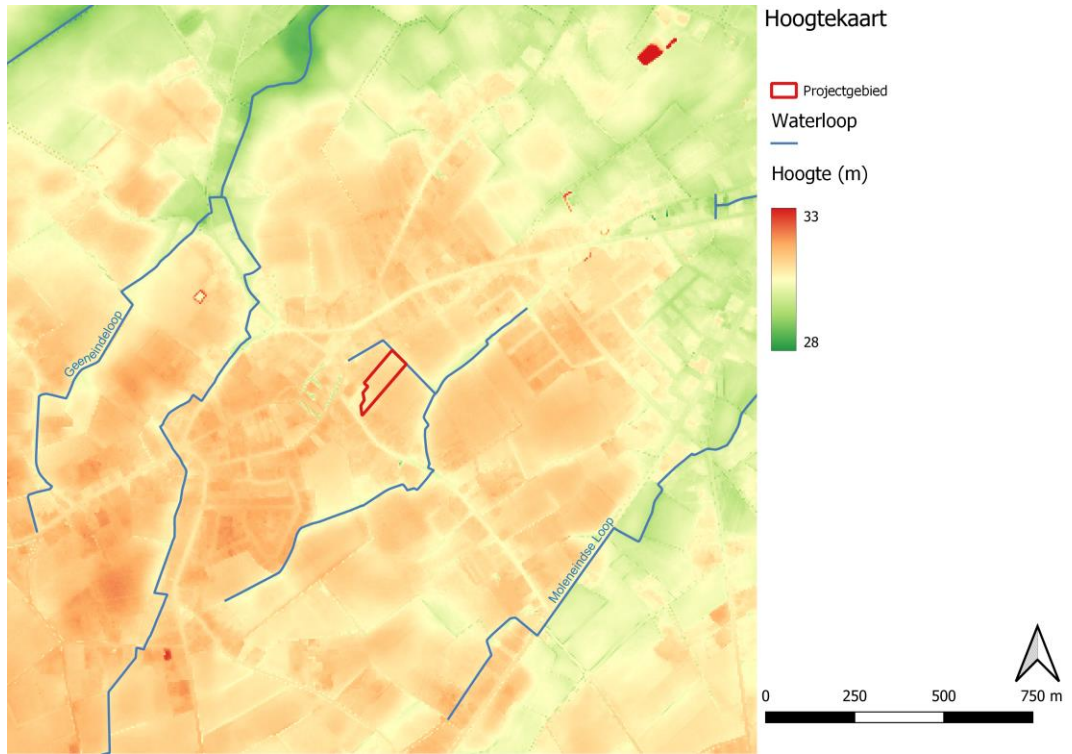 Hoogtekaart
Projectgebied
Waterloop
Hoogte (m)
33
28
Geeneindeloop
Moleneindse Loop
0 250 500 750 m